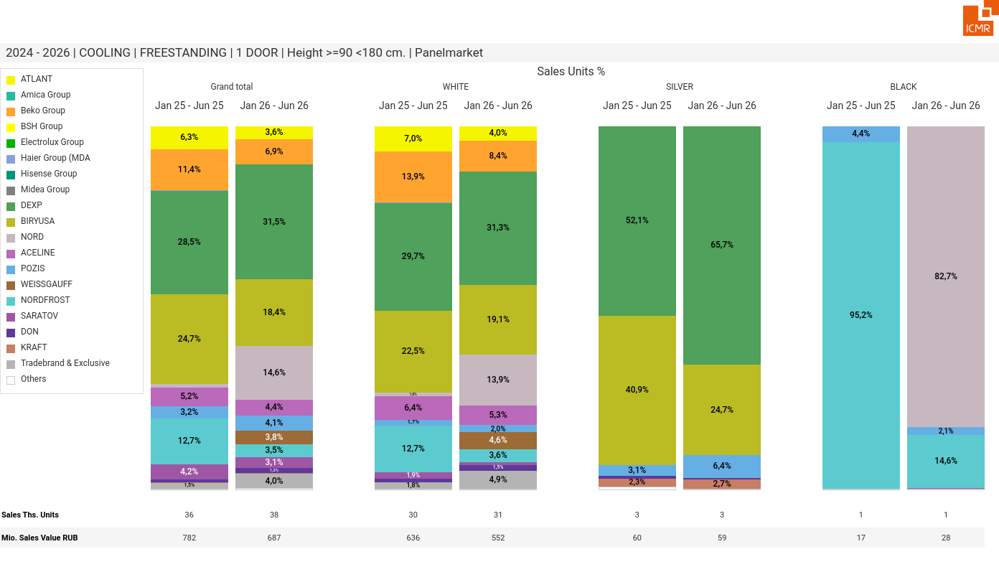 ICMR
2024 - 2026 | COOLING | FREESTANDING | 1 DOOR | Height >=90 <180 cm. | Panelmarket
Sales Units %
Grand total WHITE SILVER BLACK
Jan 25 - Jun 25 Jan 26 - Jun 26 Jan 25 - Jun 25 Jan 26 - Jun 26 Jan 25 - Jun 25 Jan 26 - Jun 26 Jan 25 - Jun 25 Jan 26 - Jun 26
ATLANT
Amica Group
Beko Group
BSH Group
Electrolux Group
Haier Group (MDA
Hisense Group
Midea Group
DEXP
BIRYUSA
NORD
ACELINE
POZIS
WEISSGAUFF
NORDFROST
SARATOV
DON
KRAFT
Tradebrand & Exclusive
Others
6,3%
11,4%
28,5%
24,7%
5,2%
3,2%
12,7%
4,2%
1,5%
3,6%
6,9%
31,5%
18,4%
14,6%
4,4%
4,1%
3,8%
3,5%
3,1%
1,3%
4,0%
7,0%
13,9%
29,7%
22,5%
1,0%
6,4%
1,7%
12,7%
1,9%
1,8%
4,0%
8,4%
31,3%
19,1%
13,9%
5,3%
2,0%
4,6%
3,6%
1,5%
4,9%
52,1%
40,9%
3,1%
2,3%
65,7%
24,7%
6,4%
2,7%
4,4%
95,2%
82,7%
2,1%
14,6%
Sales Ths. Units 36 38 30 31 3 3 1 1
Mio. Sales Value RUB 782 687 636 552 60 59 17 28